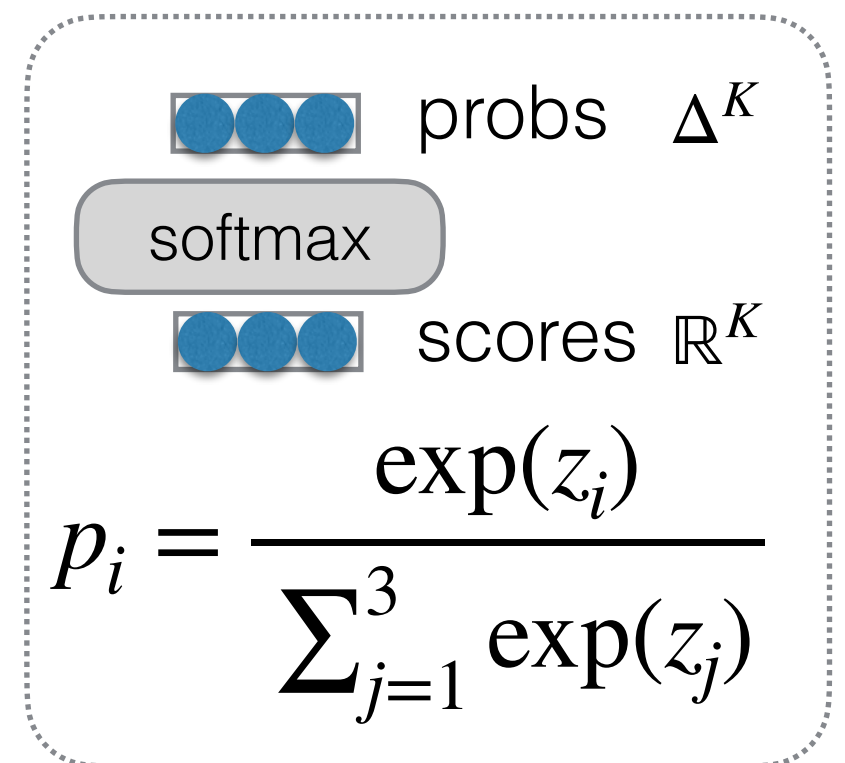 probs Δ^K
softmax
scores ℝ^K
p_i = exp(z_i) / ∑_{j=1}^{3} exp(z_j)